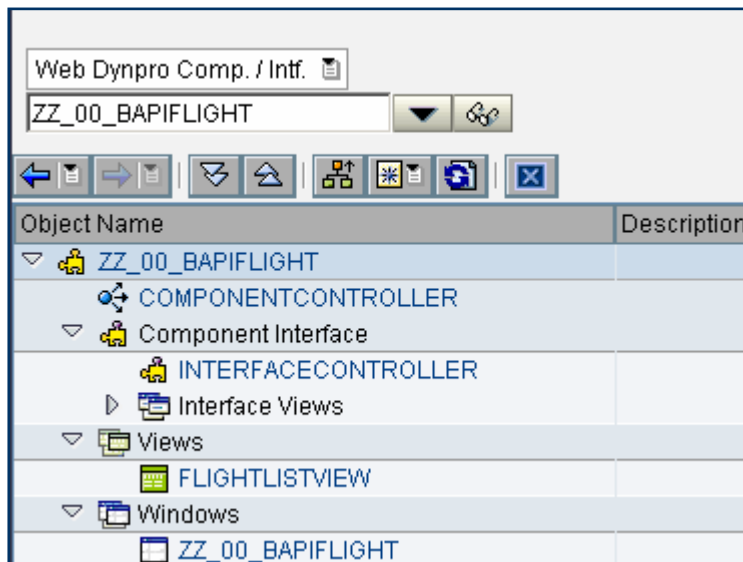 Web Dynpro Comp. / Intf.
ZZ_00_BAPIFLIGHT
Object Name Description
ZZ_00_BAPIFLIGHT
COMPONENTCONTROLLER
Component Interface
INTERFACECONTROLLER
Interface Views
Views
FLIGHTLISTVIEW
Windows
ZZ_00_BAPIFLIGHT